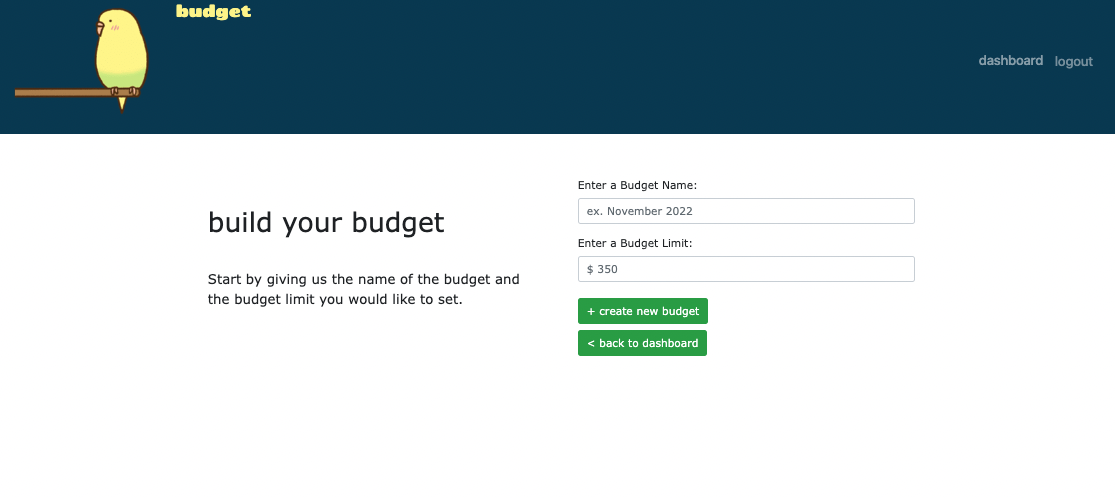 budget
dashboard logout
build your budget
Start by giving us the name of the budget and
the budget limit you would like to set.
Enter a Budget Name:
ex. November 2022
Enter a Budget Limit:
$ 350
+ create new budget
< back to dashboard